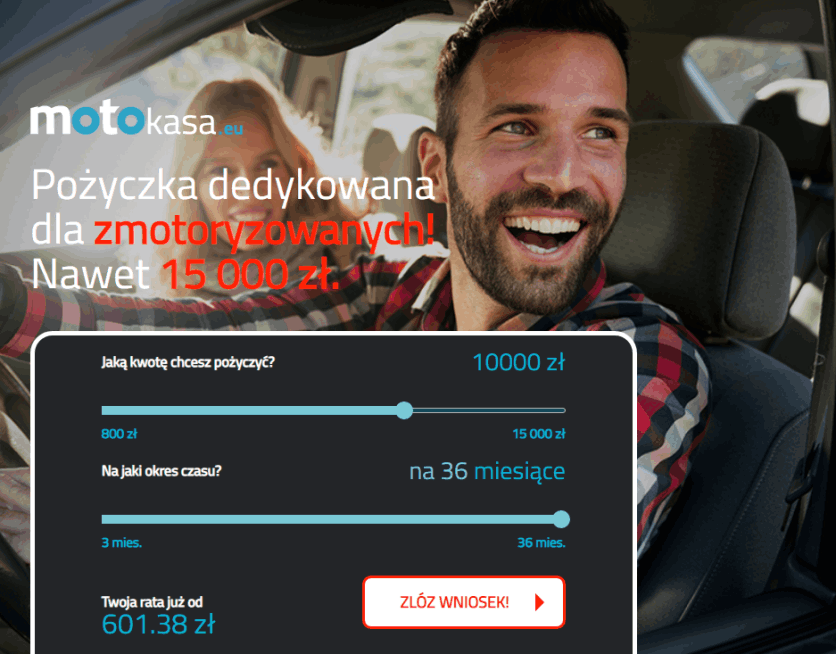 motokasa.eu
Pożyczka dedykowana
dla zmotoryzowanych!
Nawet 15 000 zł.
Jaką kwotę chcesz pożyczyć?
10000 zł
800 zł
15 000 zł
Na jaki okres czasu?
na 36 miesiące
3 mies.
36 mies.
Twoja rata już od
601.38 zł
ZLÓZ WNIOSEK!